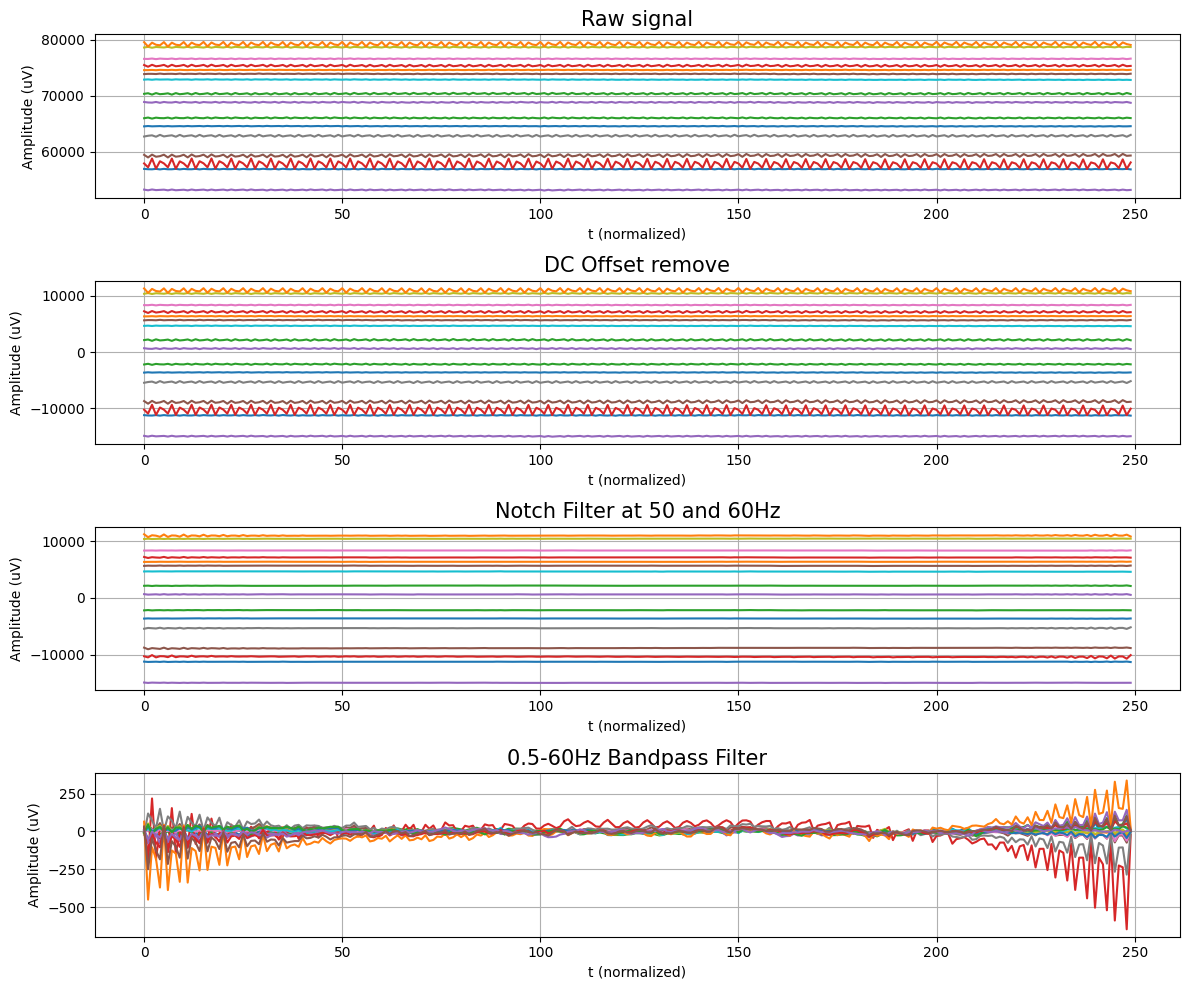 Raw signal
80000
70000
60000
Amplitude (uV)
0 50 100 150 200 250
t (normalized)
DC Offset remove
10000
0
−10000
Amplitude (uV)
0 50 100 150 200 250
t (normalized)
Notch Filter at 50 and 60Hz
10000
0
−10000
Amplitude (uV)
0 50 100 150 200 250
t (normalized)
0.5-60Hz Bandpass Filter
250
0
−250
−500
Amplitude (uV)
0 50 100 150 200 250
t (normalized)